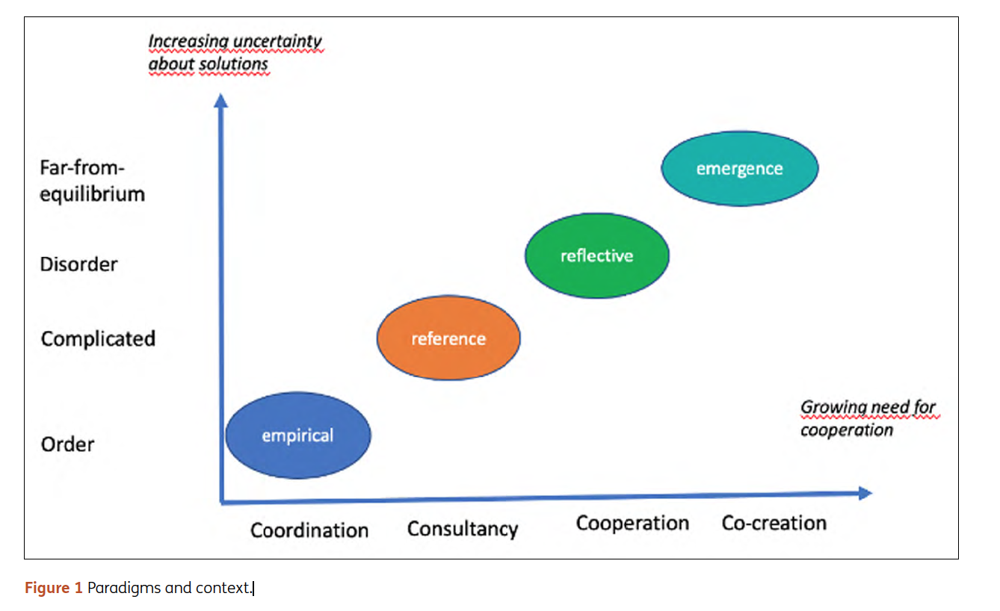 Increasing uncertainty
about solutions
Far-from-
equilibrium
emergence
Disorder
reflective
Complicated
reference
Order
empirical
Growing need for
cooperation
Coordination
Consultancy
Cooperation
Co-creation
Figure 1 Paradigms and context.